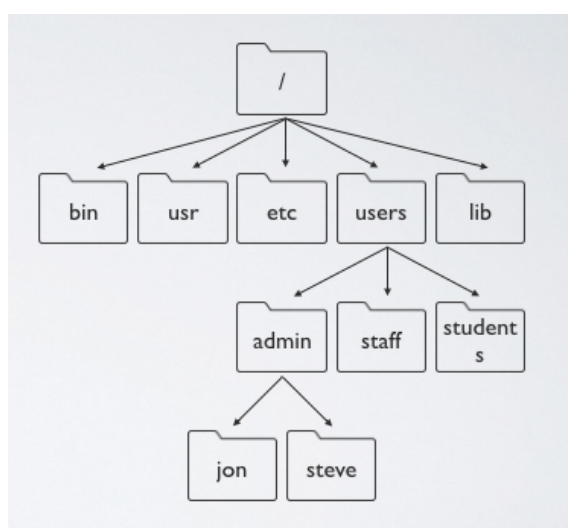 /
bin
usr
etc
users
lib
admin
staff
student
s
jon
steve